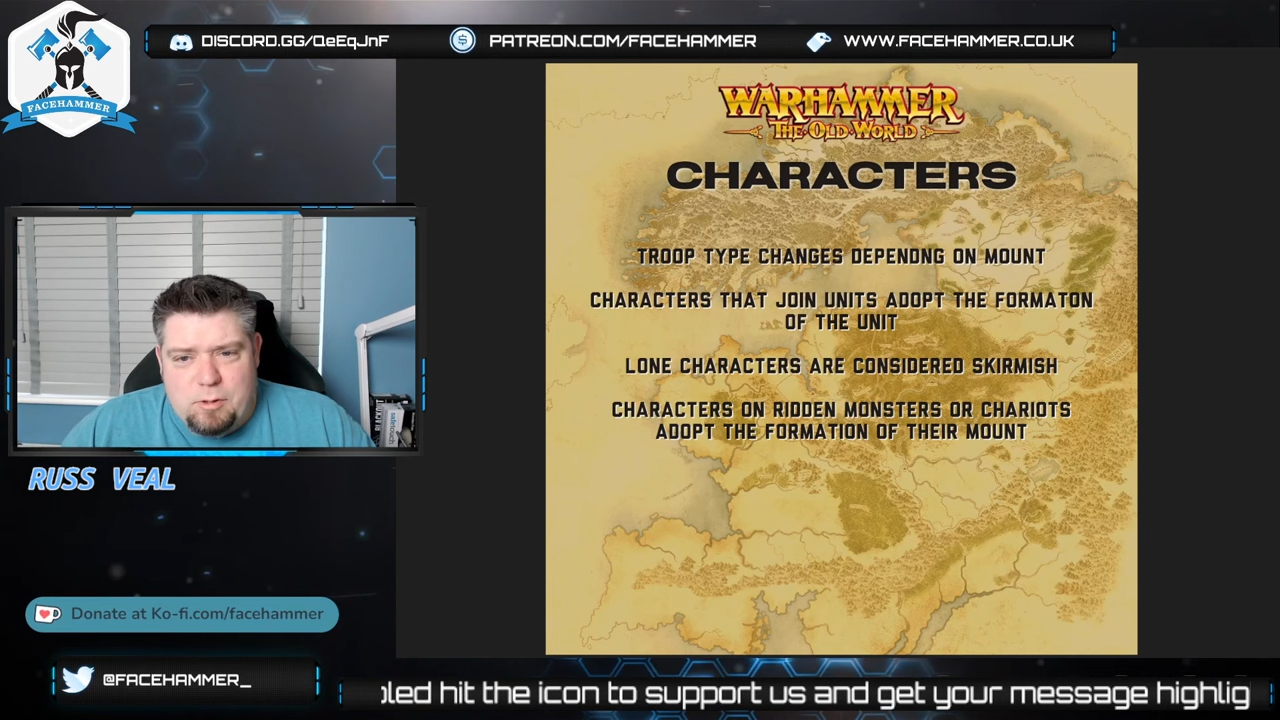 DISCORD.GG/QeEqJnF
PATREON.COM/FACEHAMMER
WWW.FACEHAMMER.CO.UK
FACEHAMMER
WARHAMMER
THE OLD WORLD
CHARACTERS
TROOP TYPE CHANGES DEPENDNG ON MOUNT
CHARACTERS THAT JOIN UNITS ADOPT THE FORMATON
OF THE UNIT
LONE CHARACTERS ARE CONSIDERED SKIRMISH
CHARACTERS ON RIDDEN MONSTERS OR CHARIOTS
ADOPT THE FORMATION OF THEIR MOUNT
RUSS VEAL
Donate at Ko-fi.com/facehammer
@FACEHAMMER_
hit the icon to support us and get your message